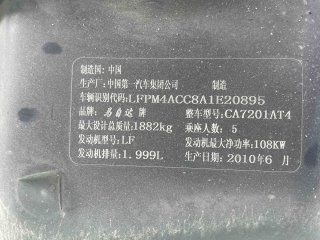 制造国: 中国
生产厂: 中国第一汽车集团公司 制造
车辆识别代码: LFPM4ACC8A1E20895
品牌: 马自达 牌 整车型号: CA7201AT4
最大设计总质量: 1882kg 乘座人数: 5
发动机型号: LF 发动机最大净功率: 108KW
发动机排量: 1.999L 生产日期: 2010年6月